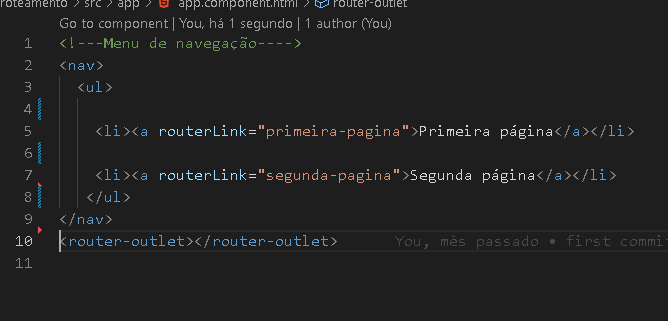 roteamento > src > app > app.component.html > router-outlet
Go to component | You, há 1 segundo | 1 author (You)
1 <!---Menu de navegação---->
2 <nav>
3 <ul>
4
5 <li><a routerLink="primeira-pagina">Primeira página</a></li>
6
7 <li><a routerLink="segunda-pagina">Segunda página</a></li>
8 </ul>
9 </nav>
10 <router-outlet></router-outlet> You, mês passado • first commi
11